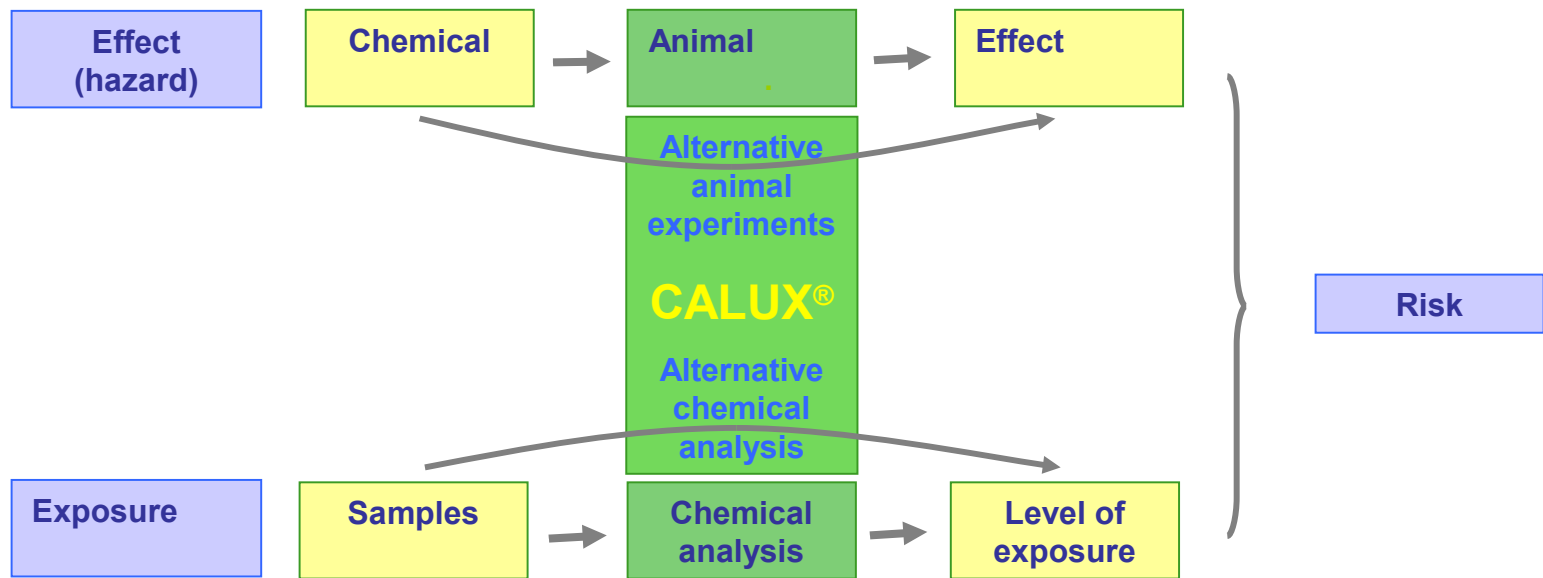 Effect
(hazard)
Chemical
Animal
Effect
Alternative
animal
experiments
CALUX®
Alternative
chemical
analysis
Risk
Exposure
Samples
Chemical
analysis
Level of
exposure